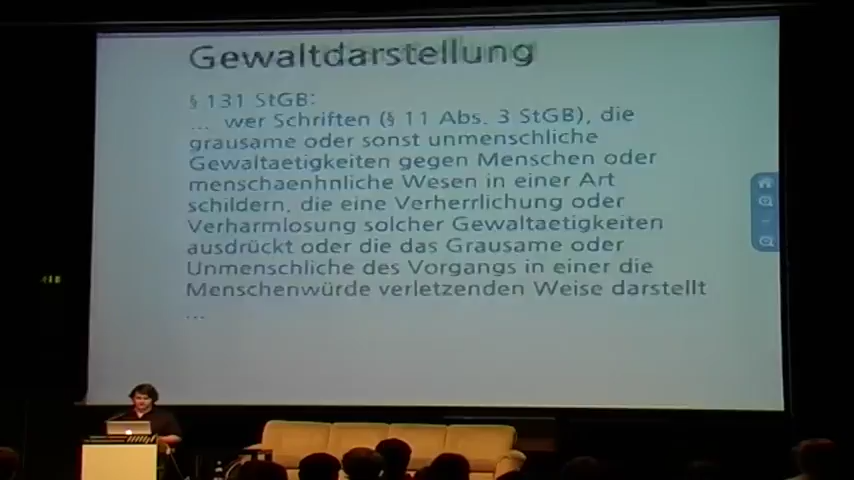 Gewaltdarstellung
§ 131 StGB:
... wer Schriften (§ 11 Abs. 3 StGB), die
grausame oder sonst unmenschliche
Gewaltaetigkeiten gegen Menschen oder
menschaenhnliche Wesen in einer Art
schildern, die eine Verherrlichung oder
Verharmlosung solcher Gewaltaetigkeiten
ausdrückt oder die das Grausame oder
Unmenschliche des Vorgangs in einer die
Menschenwürde verletzenden Weise darstellt
...